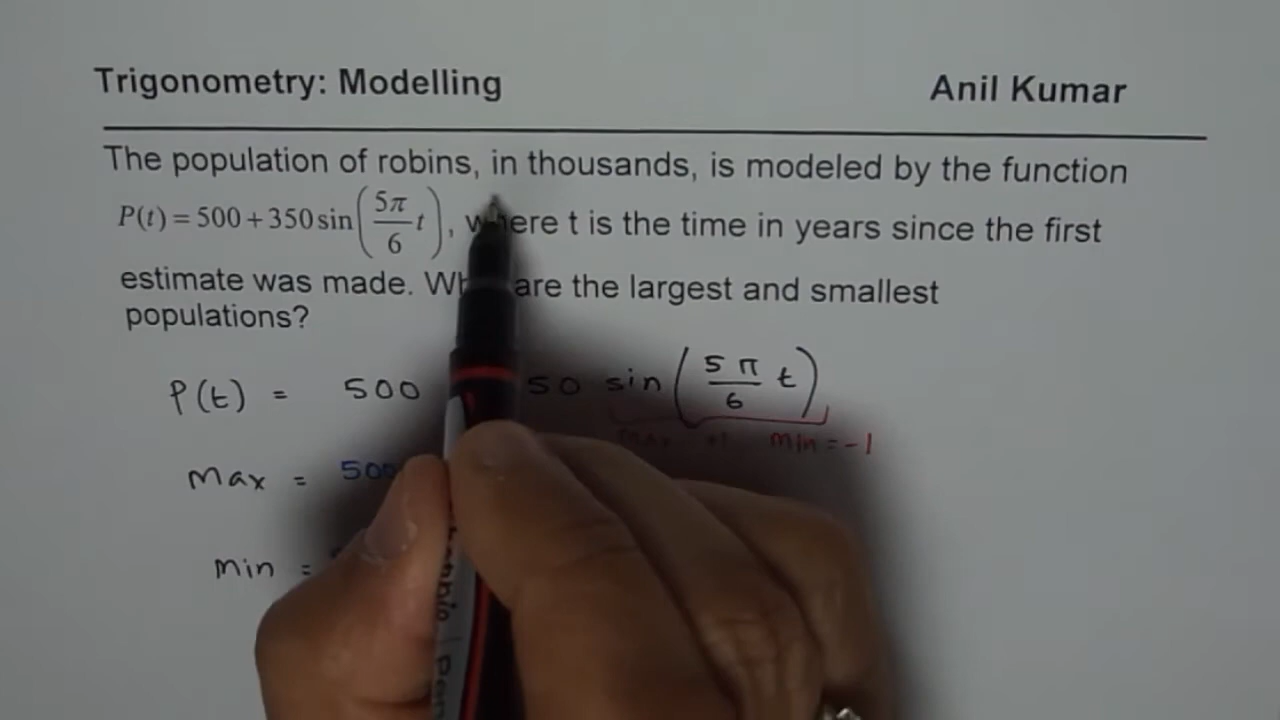 Trigonometry: Modelling Anil Kumar
The population of robins, in thousands, is modeled by the function
P(t) = 500 + 350 sin(5π/6 t), where t is the time in years since the first
estimate was made. are the largest and smallest
populations?
P(t) = 500 50 sin(5π/6 t)
min = -1
Max = 500
Min =